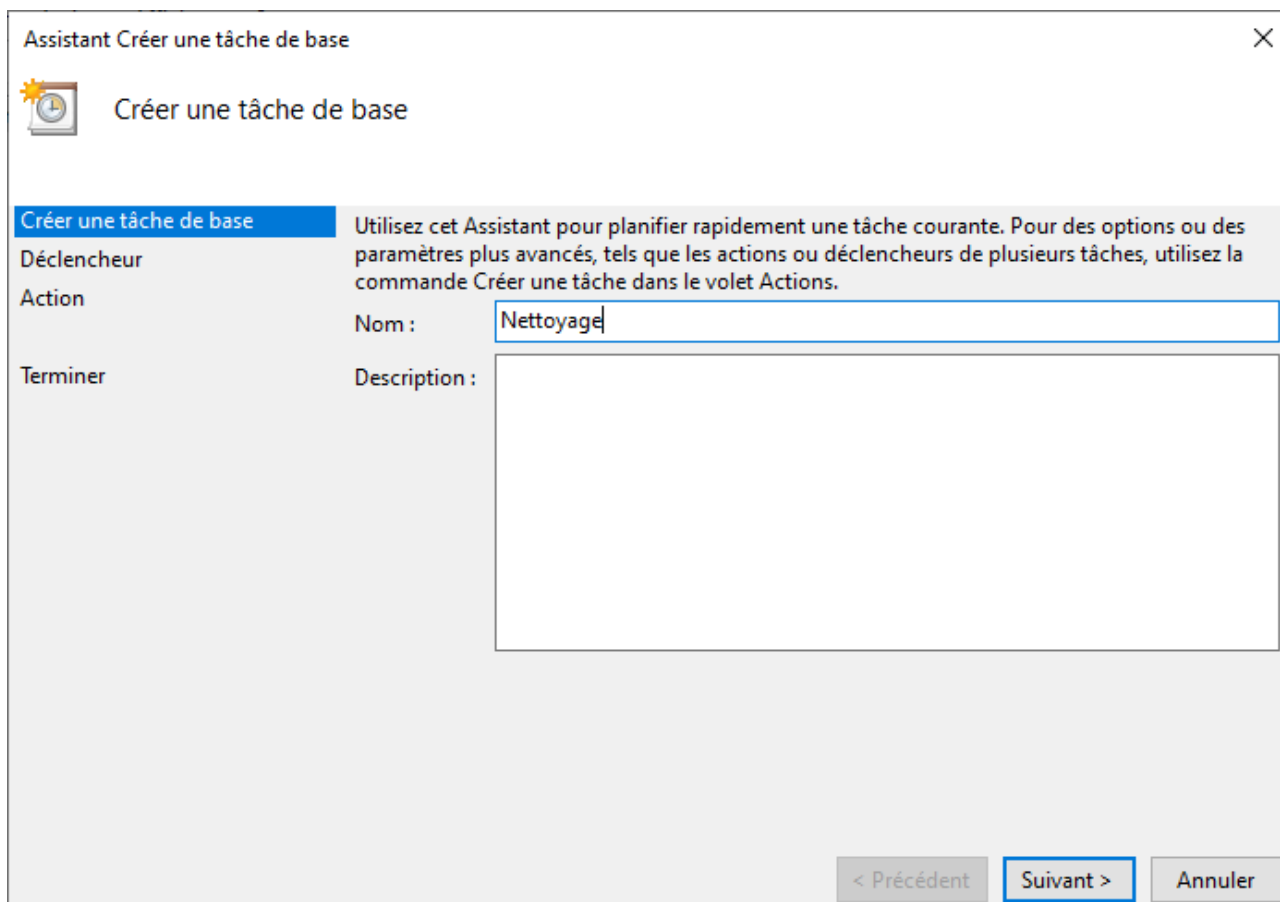 Assistant Créer une tâche de base
Créer une tâche de base
Créer une tâche de base
Déclencheur
Action
Terminer
Utilisez cet Assistant pour planifier rapidement une tâche courante. Pour des options ou des
paramètres plus avancés, tels que les actions ou déclencheurs de plusieurs tâches, utilisez la
commande Créer une tâche dans le volet Actions.
Nom : Nettoyage
Description :
< Précédent Suivant > Annuler